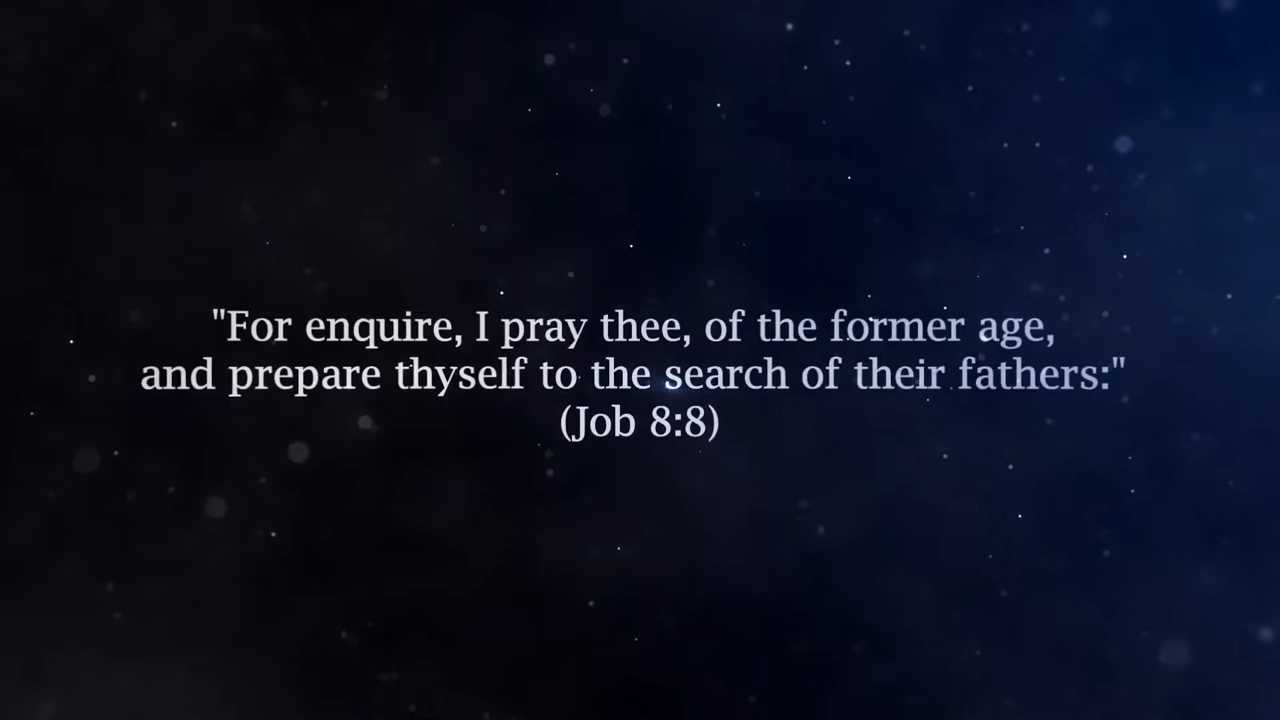 "For enquire, I pray thee, of the former age,
and prepare thyself to the search of their fathers:"
(Job 8:8)